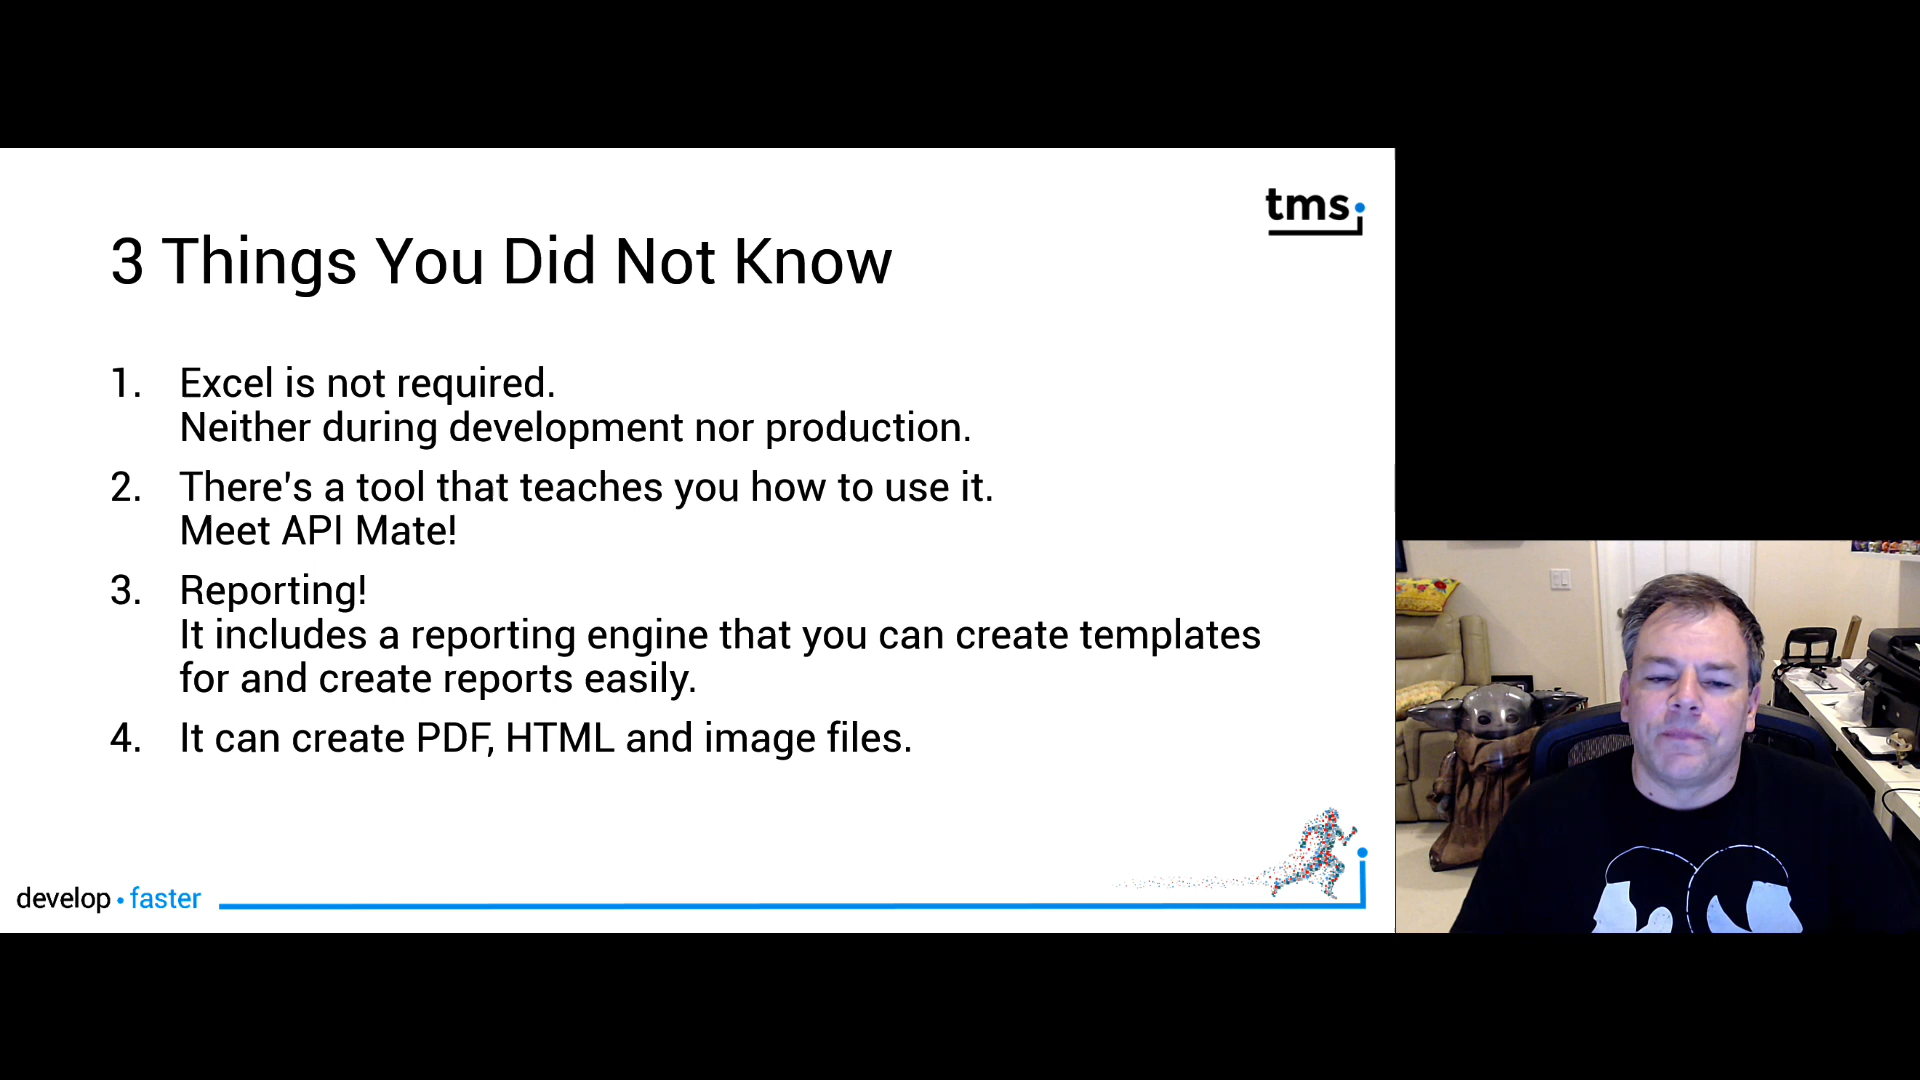 tms
3 Things You Did Not Know
1. Excel is not required.
Neither during development nor production.
2. There's a tool that teaches you how to use it.
Meet API Mate!
3. Reporting!
It includes a reporting engine that you can create templates
for and create reports easily.
4. It can create PDF, HTML and image files.
develop • faster